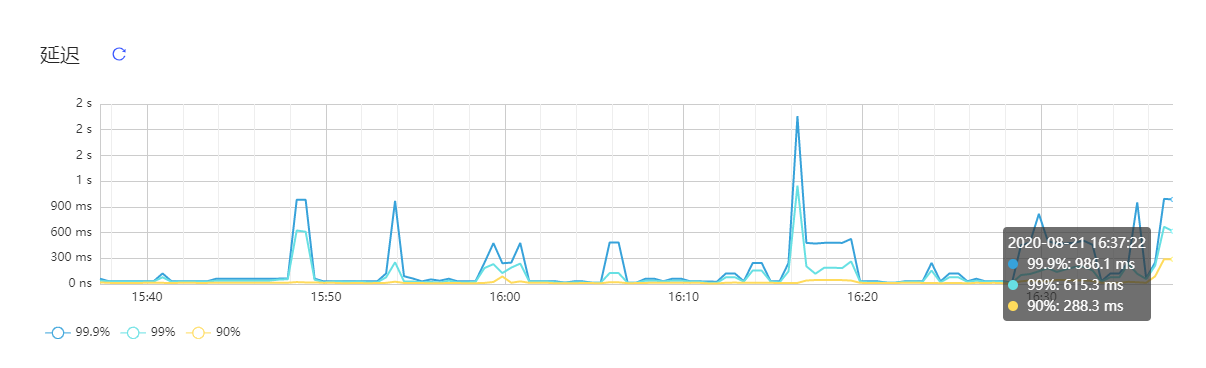 延迟
2 s
2 s
2 s
1 s
900 ms
600 ms
300 ms
0 ns
15:40
15:50
16:00
16:10
16:20
16:30
2020-08-21 16:37:22
99.9%: 986.1 ms
99%: 615.3 ms
90%: 288.3 ms
99.9%
99%
90%